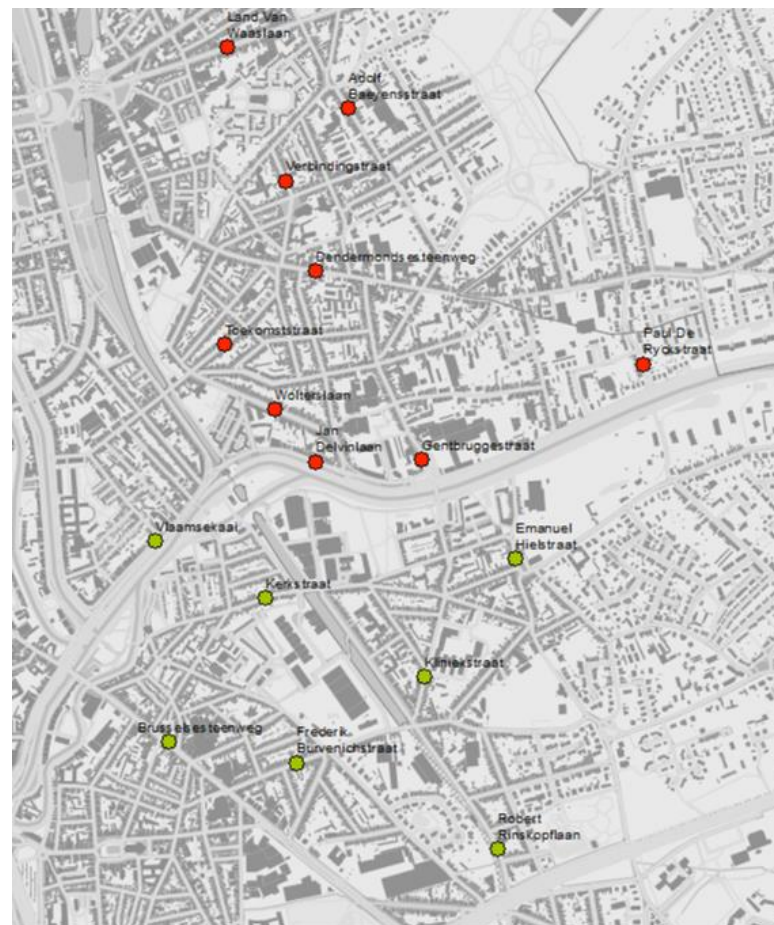 Land Van
Waaslaan
Adolf
Baeyensstraat
Verbindingstraat
Dendermondsesteenweg
Toekomststraat
Paul De
Ryckstraat
Wolterslaan
Jan
Delvinlaan
Gentbruggestraat
Vlaamsekaai
Emanuel
Hielstraat
Kerkstraat
Kliniekstraat
Brusselsesteenweg
Frederik
Burvenichstraat
Robert
Rinskopflaan